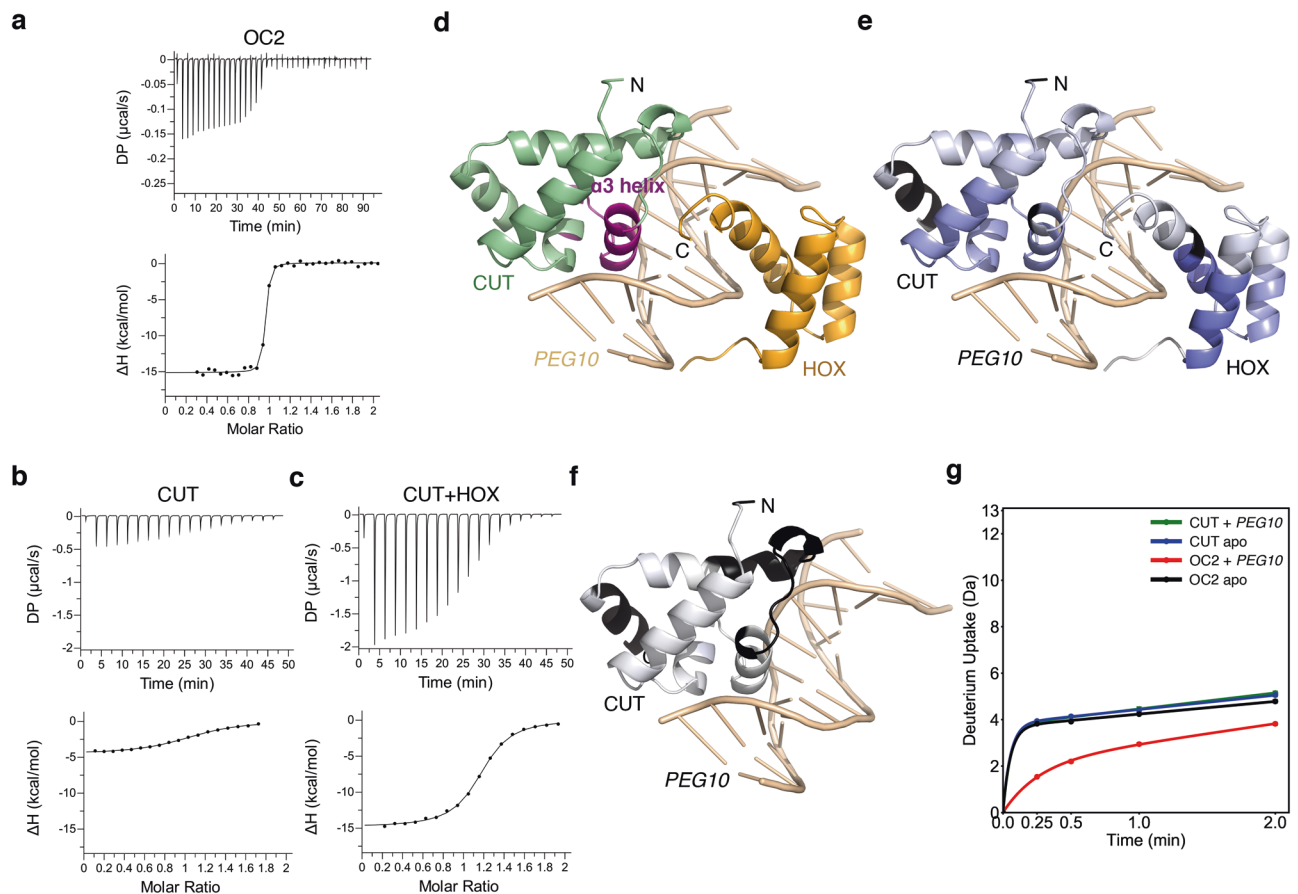 a
OC2
DP (µcal/s)
0
-0.05
-0.1
-0.15
-0.2
-0.25
0 10 20 30 40 50 60 70 80 90
Time (min)
ΔH (kcal/mol)
0
-5
-10
-15
0 0.2 0.4 0.6 0.8 1 1.2 1.4 1.6 1.8 2
Molar Ratio
d
N
α3 helix
C
CUT
PEG10
HOX
e
N
C
CUT
PEG10
HOX
b
CUT
DP (µcal/s)
0
-0.5
-1
-1.5
-2
0 5 10 15 20 25 30 35 40 45 50
Time (min)
ΔH (kcal/mol)
0
-5
-10
-15
0 0.2 0.4 0.6 0.8 1 1.2 1.4 1.6 1.8 2
Molar Ratio
c
CUT+HOX
DP (µcal/s)
0
-0.5
-1
-1.5
-2
0 5 10 15 20 25 30 35 40 45 50
Time (min)
ΔH (kcal/mol)
0
-5
-10
-15
0 0.2 0.4 0.6 0.8 1 1.2 1.4 1.6 1.8 2
Molar Ratio
f
N
CUT
PEG10
g
Deuterium Uptake (Da)
13
12
10
8
6
4
2
0
0.0 0.25 0.5 1.0 2.0
Time (min)
CUT + PEG10
CUT apo
OC2 + PEG10
OC2 apo